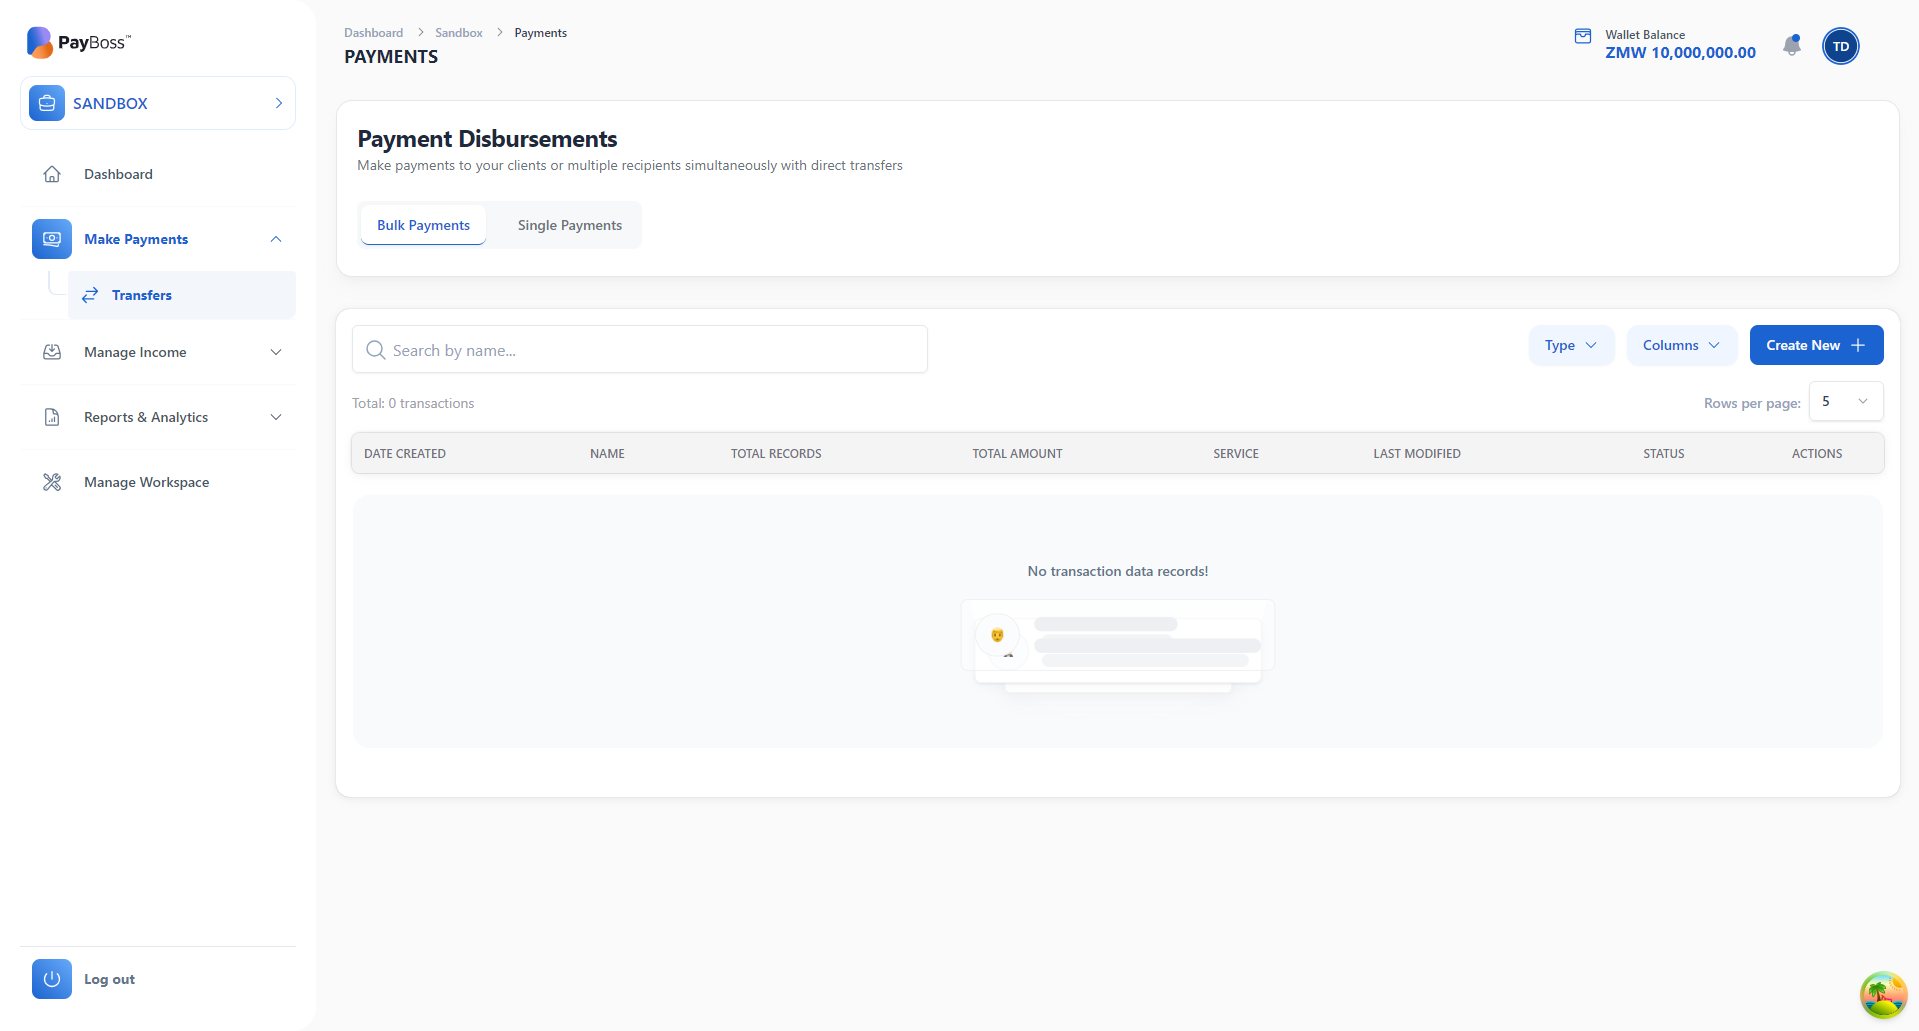 PayBoss™
SANDBOX
Dashboard
Make Payments
Transfers
Manage Income
Reports & Analytics
Manage Workspace
Log out
Dashboard > Sandbox > Payments
PAYMENTS
Wallet Balance
ZMW 10,000,000.00
TD
Payment Disbursements
Make payments to your clients or multiple recipients simultaneously with direct transfers
Bulk Payments Single Payments
Search by name...
Type Columns Create New
Total: 0 transactions
Rows per page: 5
DATE CREATED NAME TOTAL RECORDS TOTAL AMOUNT SERVICE LAST MODIFIED STATUS ACTIONS
No transaction data records!